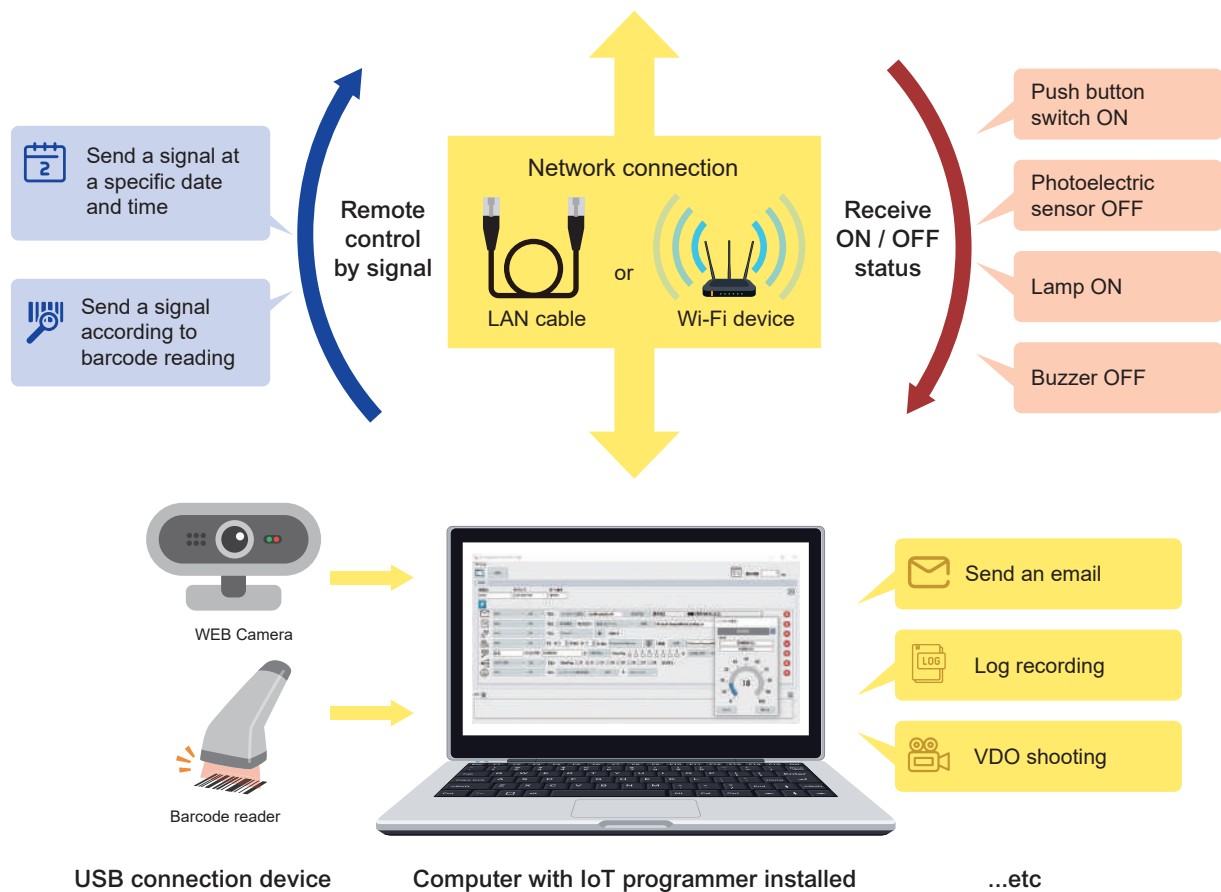 Send a signal at
a specific date
and time
Send a signal
according to
barcode reading
Remote
control
by signal
Network connection
LAN cable
or
Wi-Fi device
Receive
ON / OFF
status
Push button
switch ON
Photoelectric
sensor OFF
Lamp ON
Buzzer OFF
2
WEB Camera
Barcode reader
18
Send an email
LOG
Log recording
VDO shooting
USB connection device
Computer with IoT programmer installed
...etc